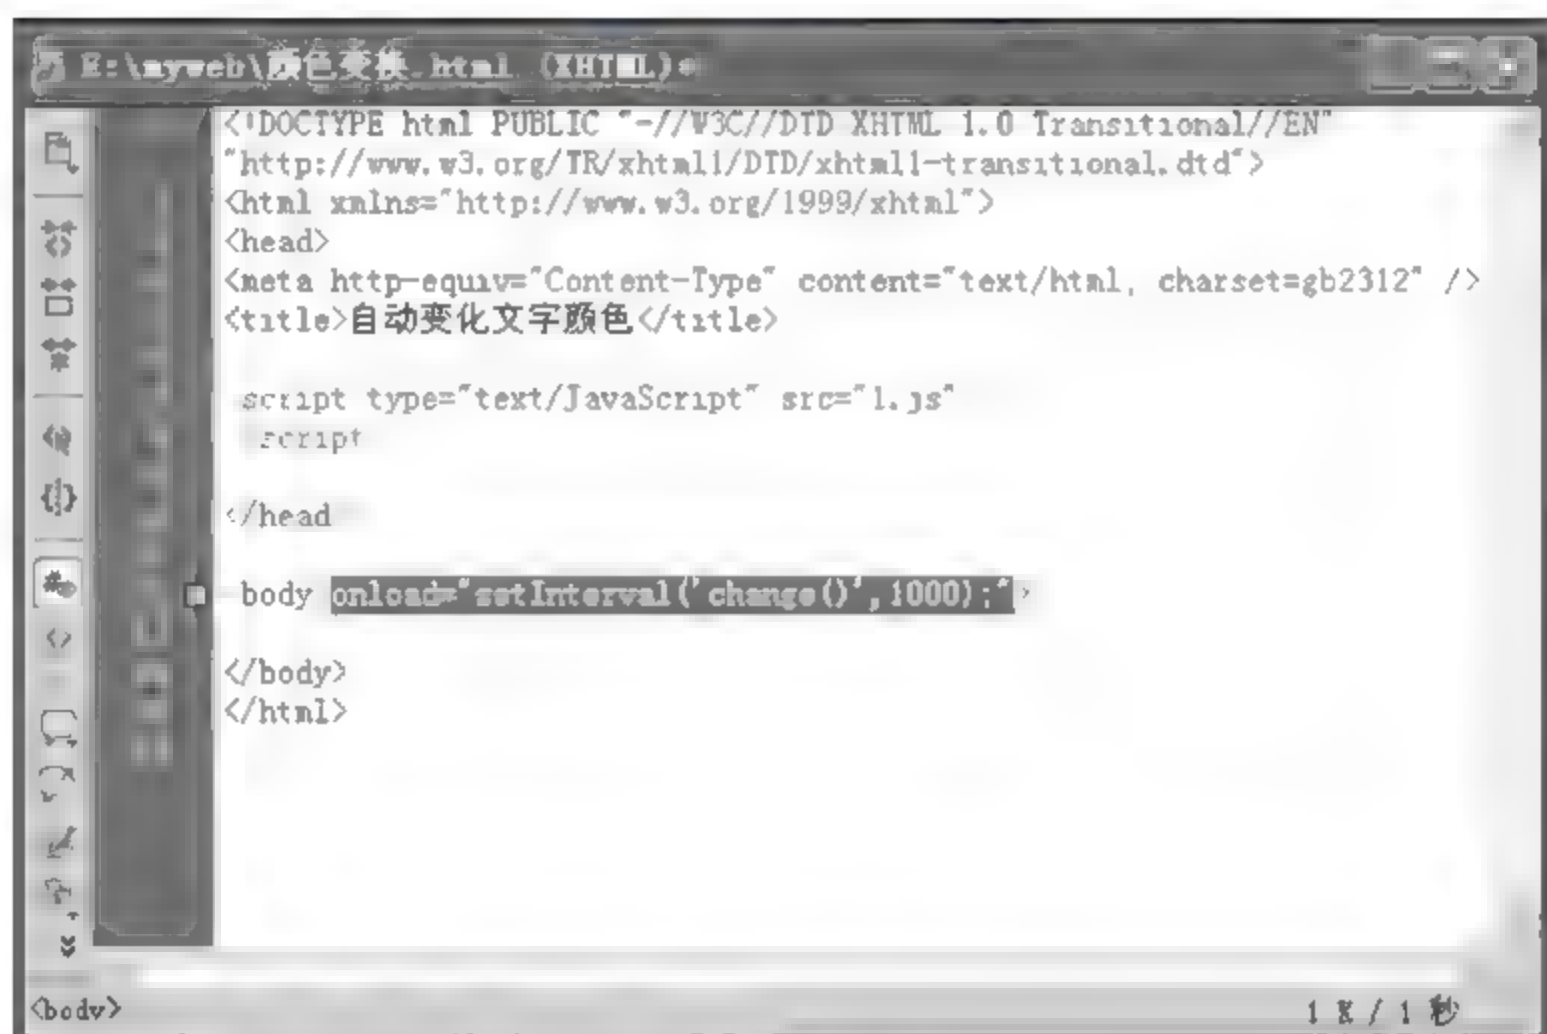 E:\myweb\颜色变换.html (XHTML)*
<!DOCTYPE html PUBLIC "-//W3C//DTD XHTML 1.0 Transitional//EN"
"http://www.w3.org/TR/xhtml1/DTD/xhtml1-transitional.dtd">
<html xmlns="http://www.w3.org/1999/xhtml">
<head>
<meta http-equiv="Content-Type" content="text/html; charset=gb2312" />
<title>自动变化文字颜色</title>
script type="text/JavaScript" src="1.js"
script
</head
body onload="setInterval('change()',1000);">
</body>
</html>
<body>
1 K / 1 秒